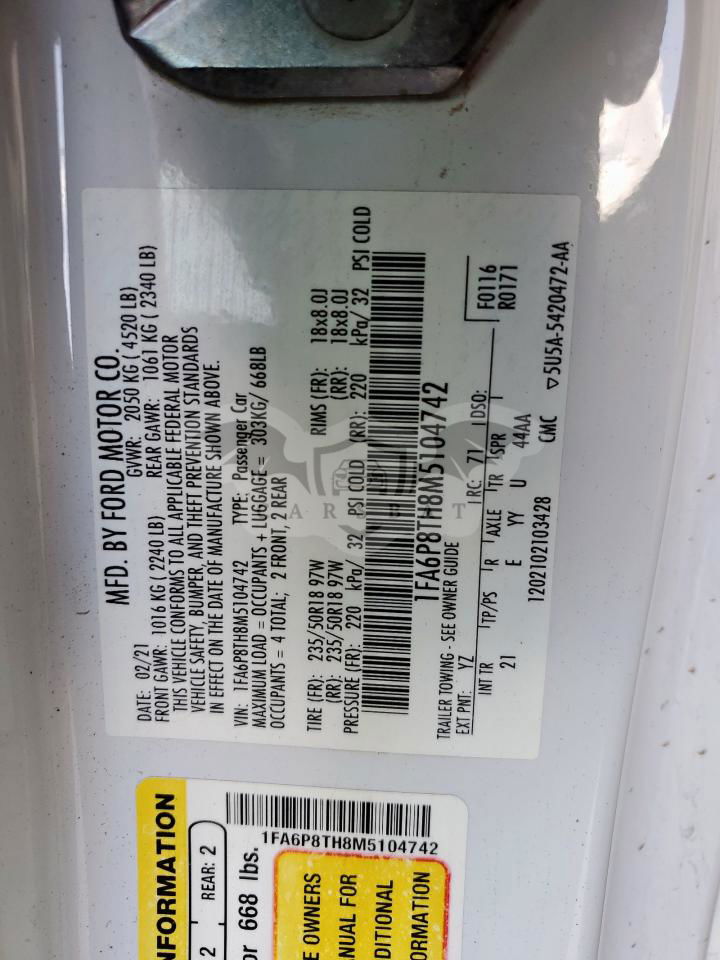 MFD. BY FORD MOTOR CO.
DATE: 02/21 GVWR: 2050 KG ( 4520 LB)
FRONT GAWR: 1016 KG ( 2240 LB) REAR GAWR: 1061 KG ( 2340 LB)
THIS VEHICLE CONFORMS TO ALL APPLICABLE FEDERAL MOTOR
VEHICLE SAFETY, BUMPER, AND THEFT PREVENTION STANDARDS
IN EFFECT ON THE DATE OF MANUFACTURE SHOWN ABOVE.
VIN: 1FA6P8TH8M5104742 TYPE: Passenger Car
MAXIMUM LOAD = OCCUPANTS + LUGGAGE = 303KG/ 668LB
OCCUPANTS = 4 TOTAL; 2 FRONT, 2 REAR
TIRE (FR): 235/50R18 97W RIMS (FR): 18x8.0J
(RR): 235/50R18 97W (RR): 18x8.0J
PRESSURE (FR): 220 kPa/ 32 PSI COLD (RR): 220 kPa/ 32 PSI COLD
1FA6P8TH8M5104742
TRAILER TOWING - SEE OWNER GUIDE
EXT PNT: YZ RC: 71 DSO: F0116
R0171
INT TR TP/PS R AXLE TR SPR
21 E YY U 44AA
1202102103428 CMC ▽5U5A-5420472-AA
NFORMATION
2 REAR: 2
or 668 lbs.
1FA6P8TH8M5104742
E OWNERS
NUAL FOR
DITIONAL
ORMATION